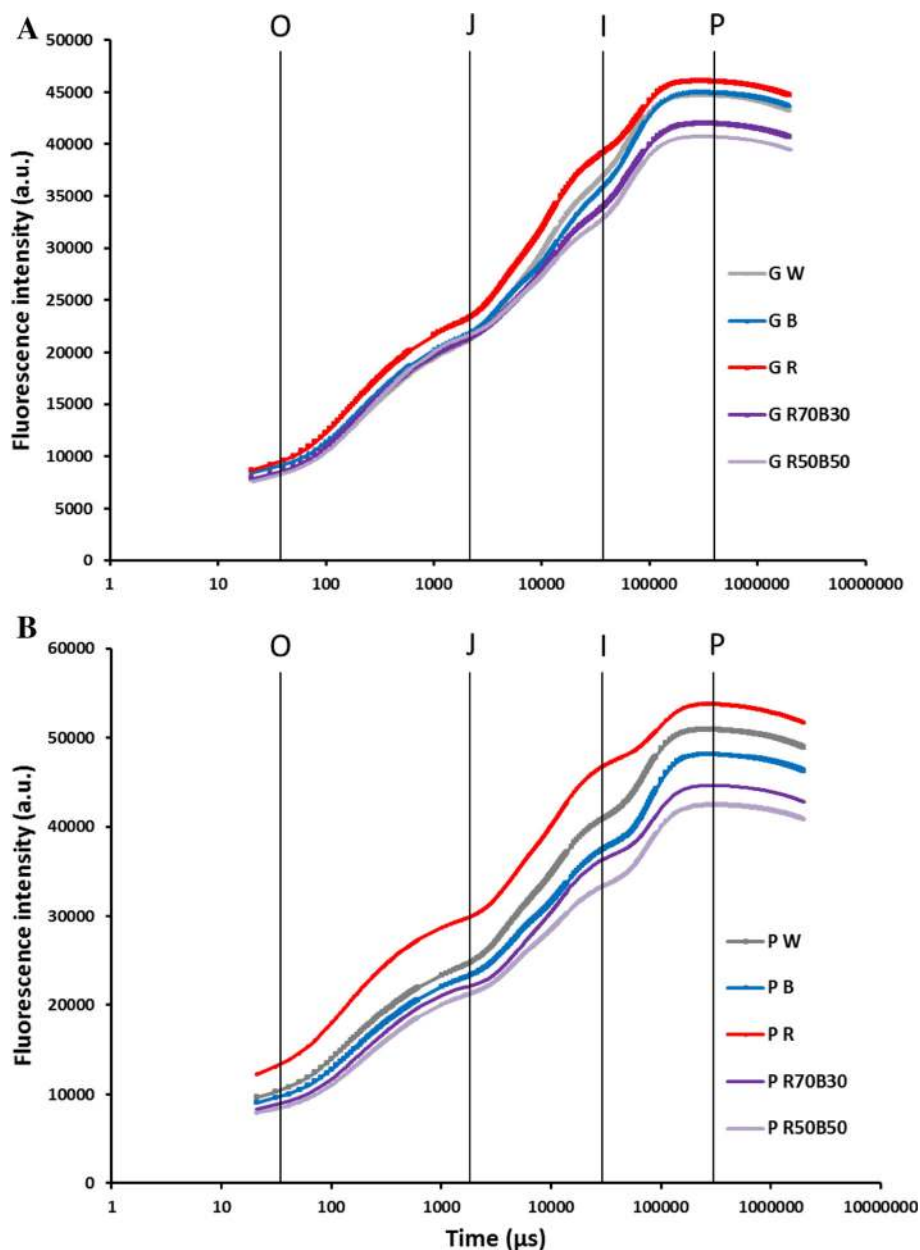 A
O J I P
50000
45000
40000
35000
30000
25000
20000
15000
10000
5000
0
Fluorescence intensity (a.u.)
G W
G B
G R
G R70B30
G R50B50
1 10 100 1000 10000 100000 1000000 10000000
B
O J I P
60000
50000
40000
30000
20000
10000
0
Fluorescence intensity (a.u.)
P W
P B
P R
P R70B30
P R50B50
1 10 100 1000 10000 100000 1000000 10000000
Time (µs)